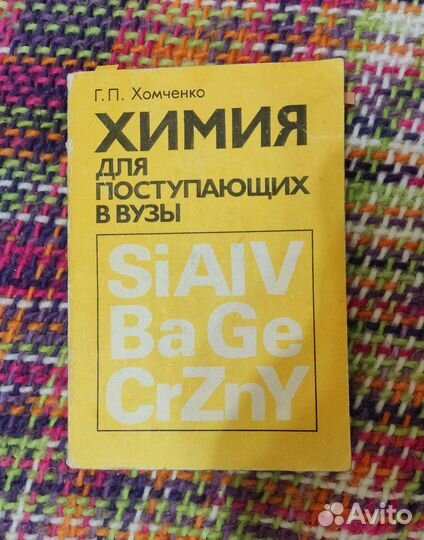 Г.П. Хомченко
ХИМИЯ
ДЛЯ
ПОСТУПАЮЩИХ
В ВУЗЫ
SiAlV
BaGe
CrZnY
Avito